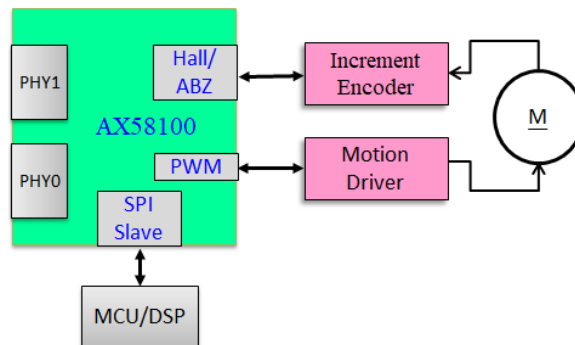 Hall/
ABZ
Increment
Encoder
PHY1
AX58100
M
PWM
Motion
Driver
PHY0
SPI
Slave
MCU/DSP